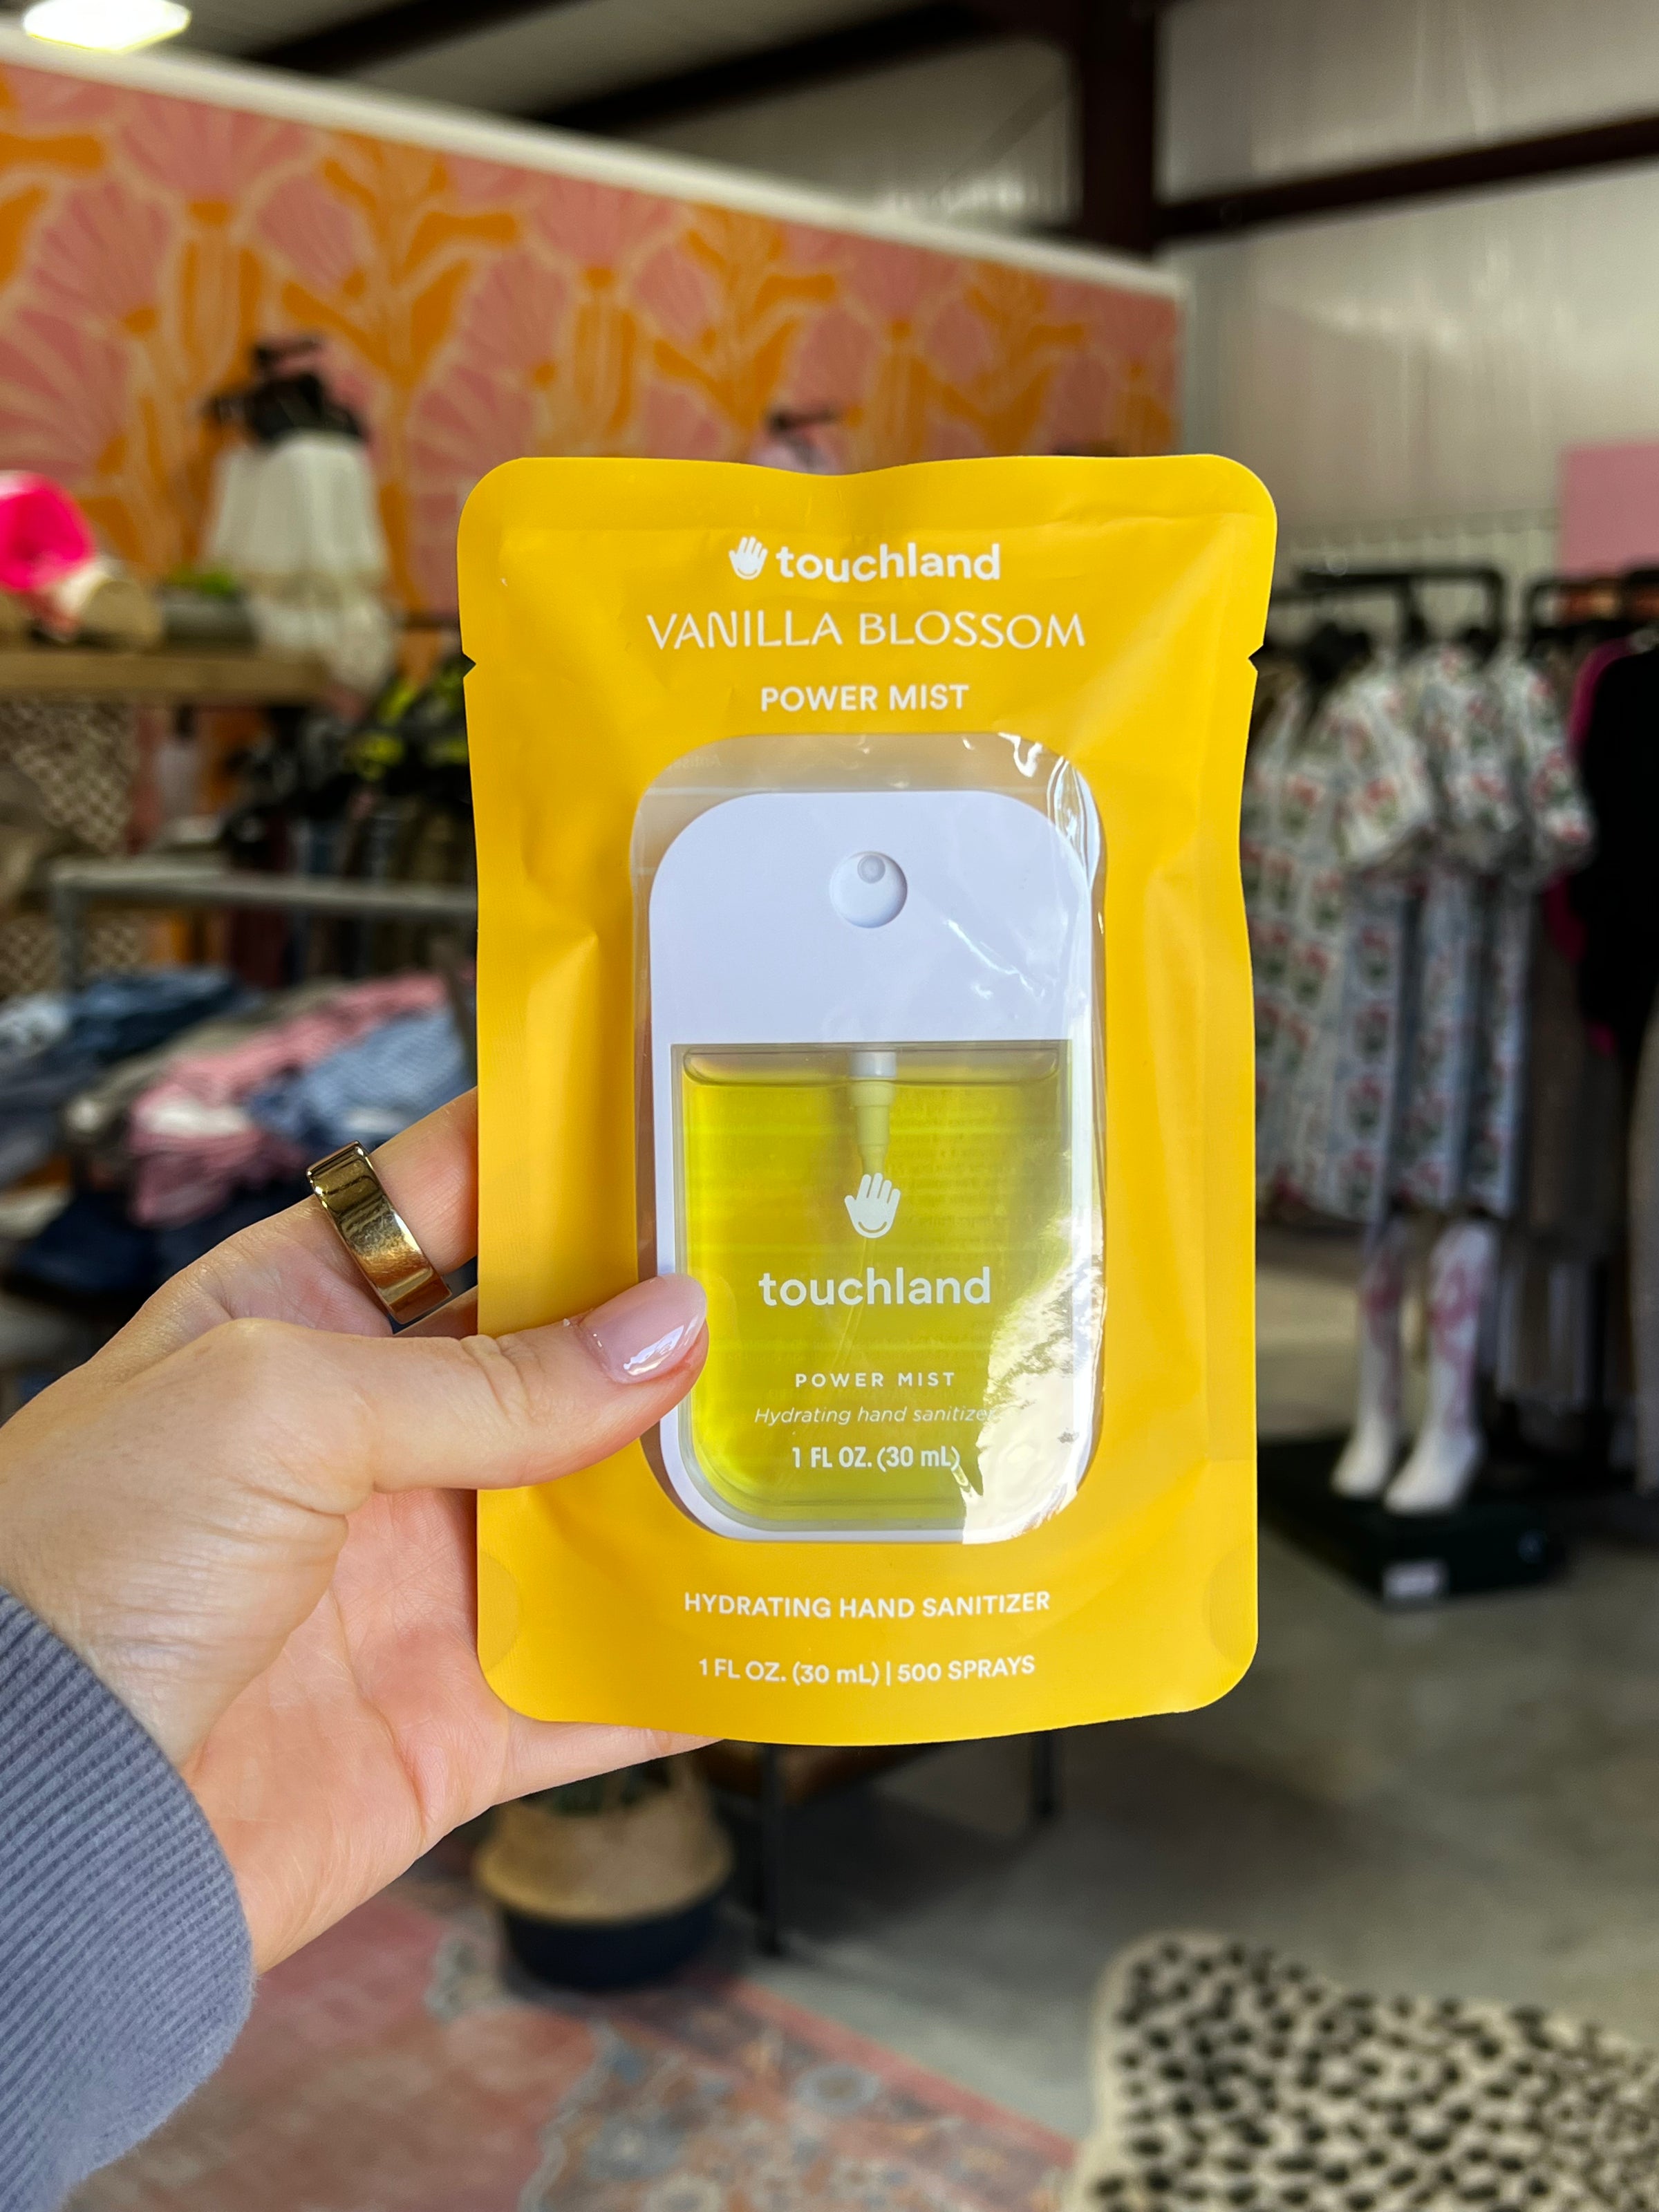 touchland
VANILLA BLOSSOM
POWER MIST
touchland
POWER MIST
Hydrating hand sanitizer
1 FL OZ. (30 mL)
HYDRATING HAND SANITIZER
1 FL OZ. (30 mL) | 500 SPRAYS